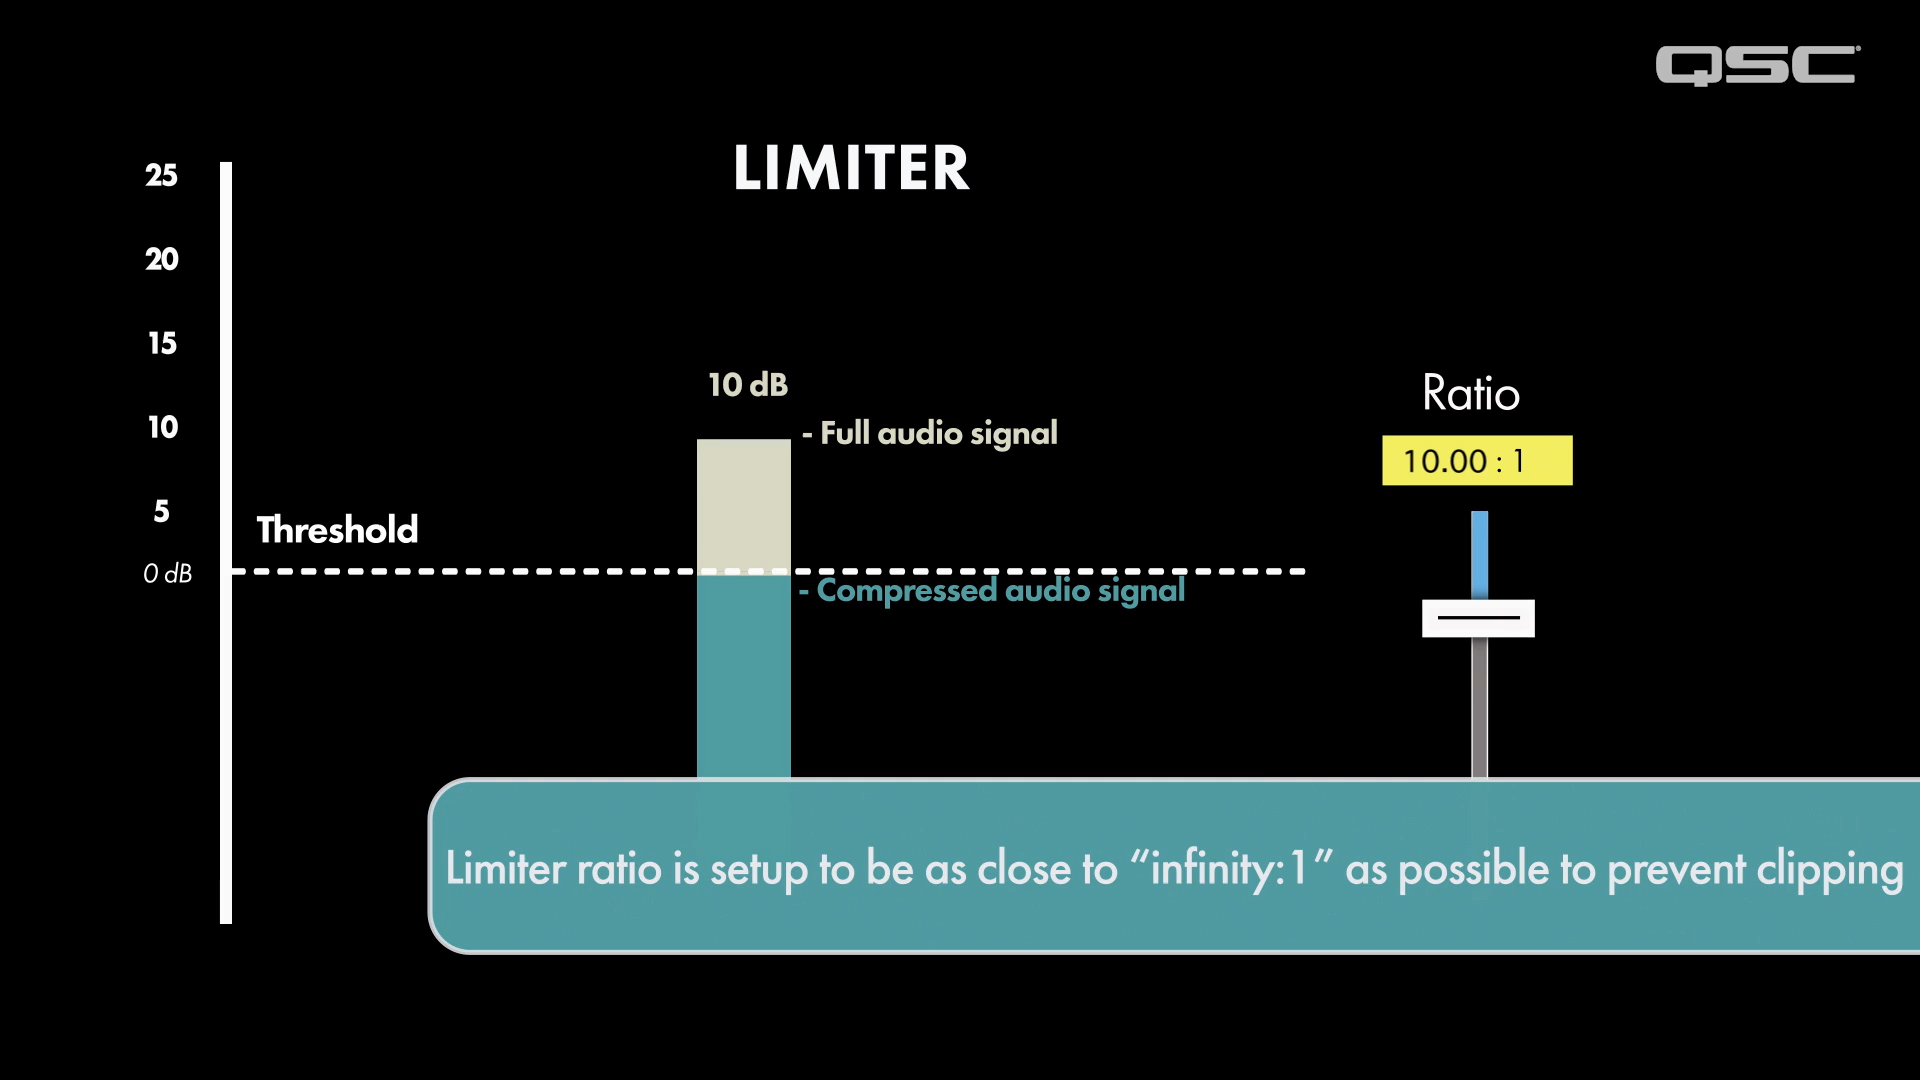 QSC
LIMITER
25
20
15
10
5
0 dB
Threshold
10 dB
- Full audio signal
- Compressed audio signal
Ratio
10.00 : 1
Limiter ratio is setup to be as close to “infinity:1” as possible to prevent clipping